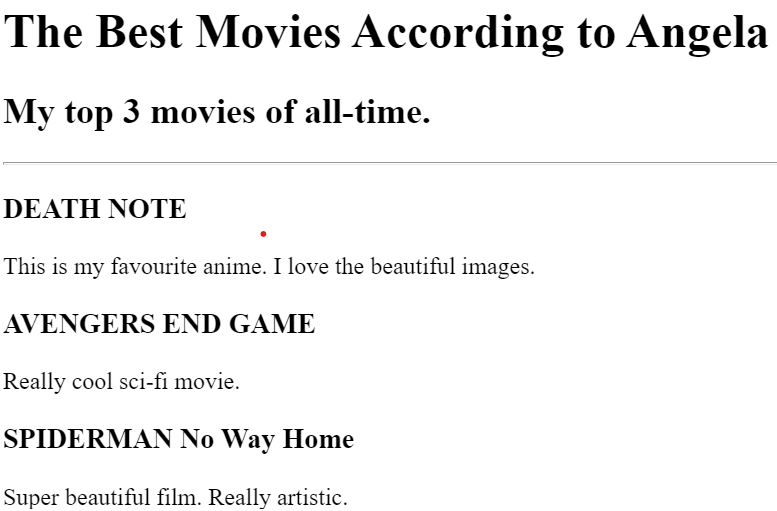 The Best Movies According to Angela
My top 3 movies of all-time.
DEATH NOTE
This is my favourite anime. I love the beautiful images.
AVENGERS END GAME
Really cool sci-fi movie.
SPIDERMAN No Way Home
Super beautiful film. Really artistic.